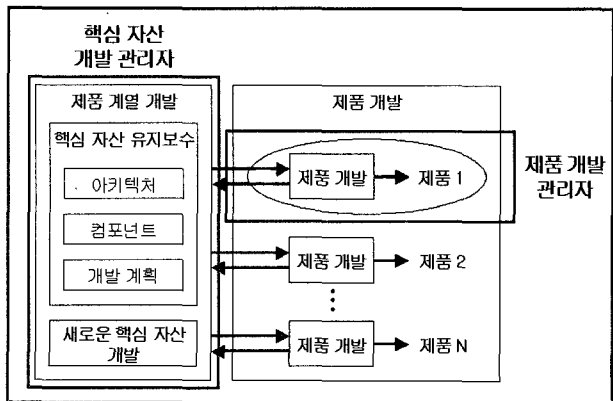 핵심 자산
개발 관리자
제품 계열 개발
핵심 자산 유지보수
아키텍처
컴포넌트
개발 계획
새로운 핵심 자산
개발
제품 개발
제품 개발
제품 1
제품 개발
제품 2
제품 개발
제품 N
제품 개발
관리자